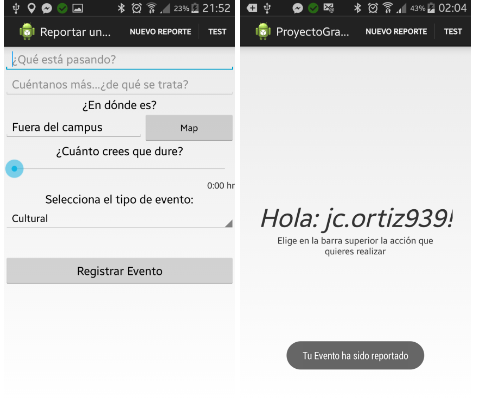 23% 21:52
Reportar un... NUEVO REPORTE TEST
¿Qué está pasando?
Cuéntanos más...¿de qué se trata?
¿En dónde es?
Fuera del campus Map
¿Cuánto crees que dure?
0:00 hr
Selecciona el tipo de evento:
Cultural
Registrar Evento
43% 02:04
ProyectoGra... NUEVO REPORTE TEST
Hola: jc.ortiz939!
Elige en la barra superior la acción que
quieres realizar
Tu Evento ha sido reportado